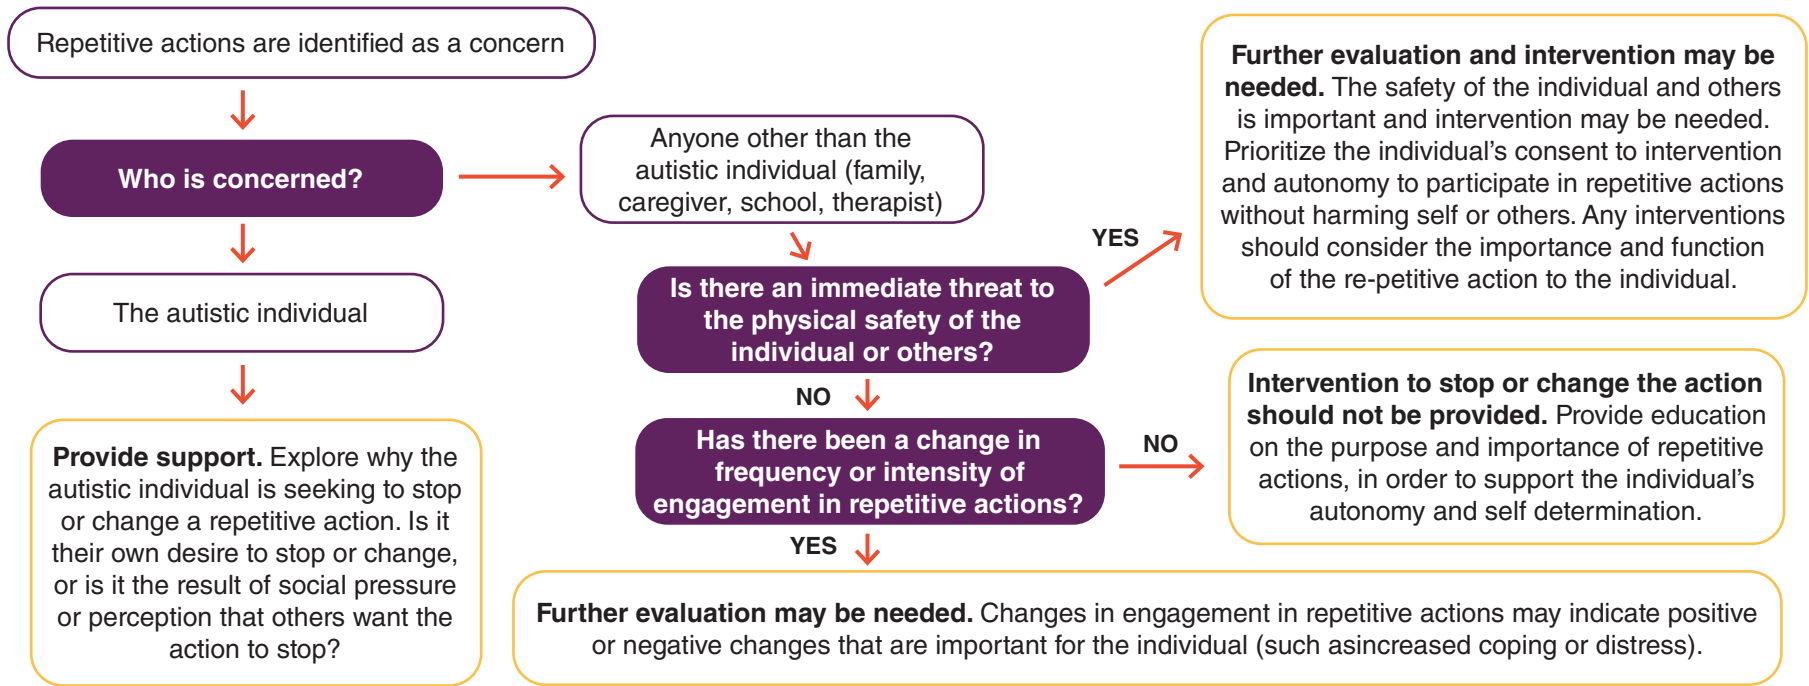 Repetitive actions are identified as a concern
Who is concerned?
The autistic individual
Provide support. Explore why the
autistic individual is seeking to stop
or change a repetitive action. Is it
their own desire to stop or change,
or is it the result of social pressure
or perception that others want the
action to stop?
Anyone other than the
autistic individual (family,
caregiver, school, therapist)
Is there an immediate threat to
the physical safety of the
individual or others?
YES
Further evaluation and intervention may be
needed. The safety of the individual and others
is important and intervention may be needed.
Prioritize the individual’s consent to intervention
and autonomy to participate in repetitive actions
without harming self or others. Any interventions
should consider the importance and function
of the re-petitive action to the individual.
NO
Has there been a change in
frequency or intensity of
engagement in repetitive actions?
NO
Intervention to stop or change the action
should not be provided. Provide education
on the purpose and importance of repetitive
actions, in order to support the individual’s
autonomy and self determination.
YES
Further evaluation may be needed. Changes in engagement in repetitive actions may indicate positive
or negative changes that are important for the individual (such asincreased coping or distress).